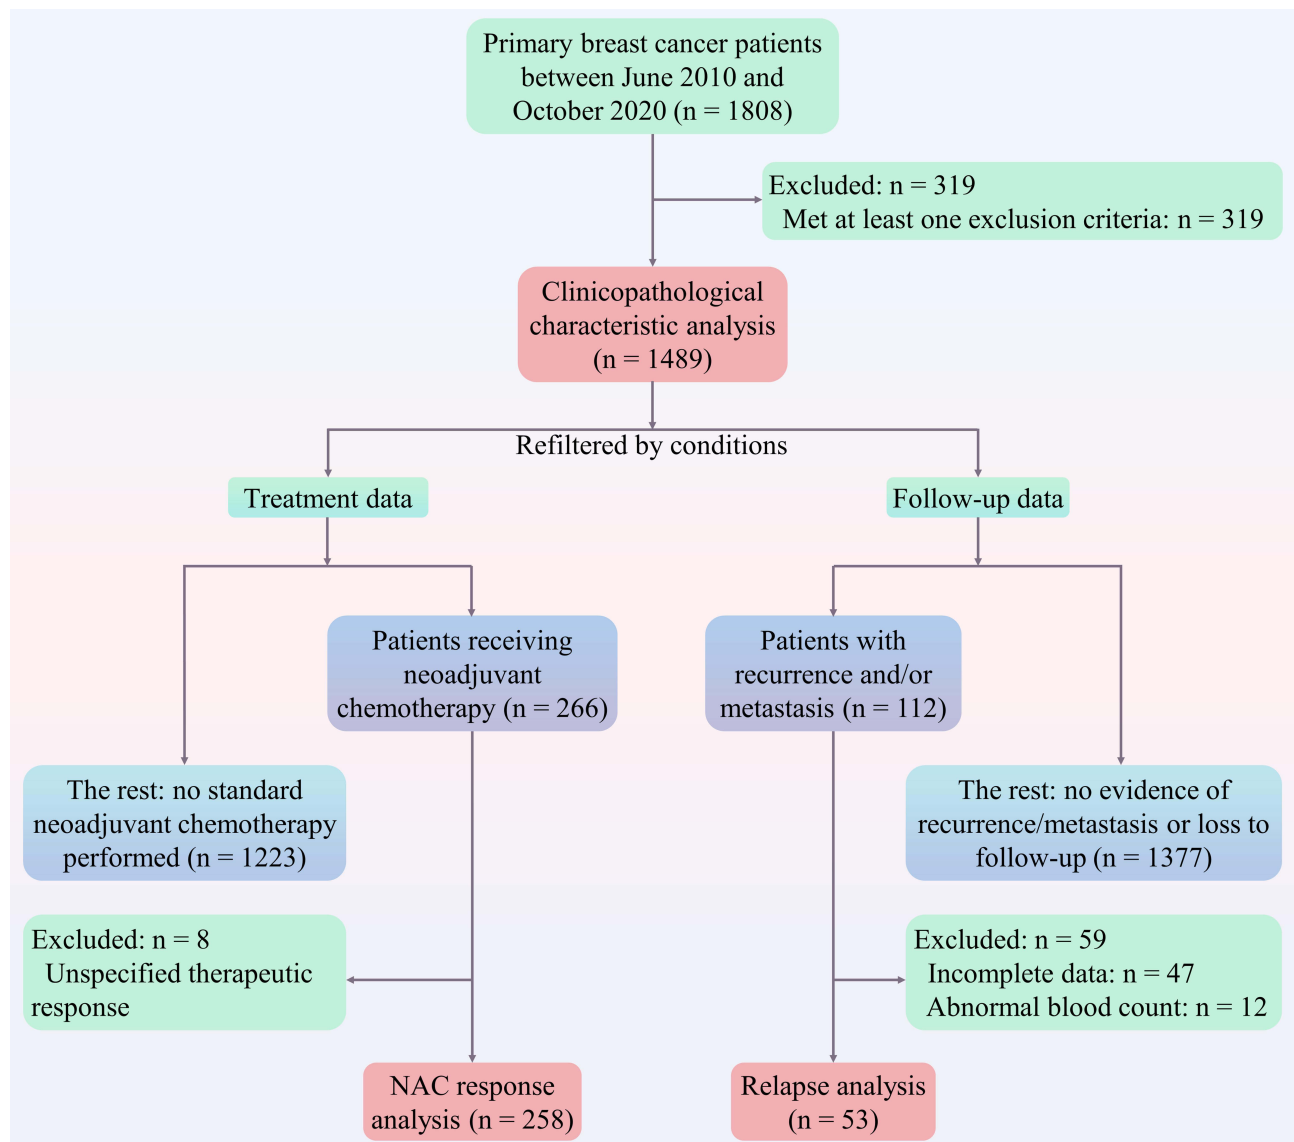 Primary breast cancer patients
between June 2010 and
October 2020 (n = 1808)
Excluded: n = 319
Met at least one exclusion criteria: n = 319
Clinicopathological
characteristic analysis
(n = 1489)
Refiltered by conditions
Treatment data
Follow-up data
Patients receiving
neoadjuvant
chemotherapy (n = 266)
Patients with
recurrence and/or
metastasis (n = 112)
The rest: no standard
neoadjuvant chemotherapy
performed (n = 1223)
The rest: no evidence of
recurrence/metastasis or loss to
follow-up (n = 1377)
Excluded: n = 8
Unspecified therapeutic
response
Excluded: n = 59
Incomplete data: n = 47
Abnormal blood count: n = 12
NAC response
analysis (n = 258)
Relapse analysis
(n = 53)